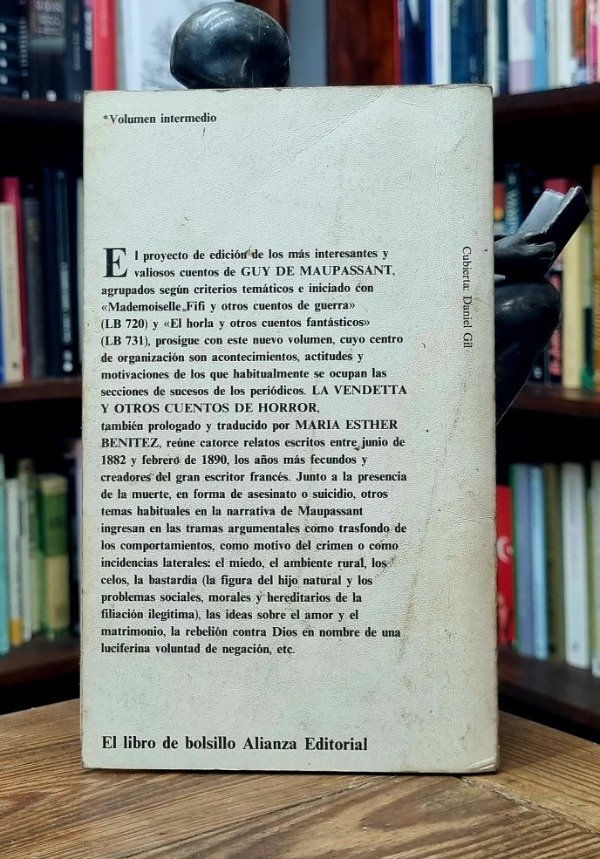 *Volumen intermedio
El proyecto de edición de los más interesantes y
valiosos cuentos de GUY DE MAUPASSANT,
agrupados según criterios temáticos e iniciado con
«Mademoiselle Fifi y otros cuentos de guerra»
(LB 720) y «El horla y otros cuentos fantásticos»
(LB 731), prosigue con este nuevo volumen, cuyo centro
de organización son acontecimientos, actitudes y
motivaciones de los que habitualmente se ocupan las
secciones de sucesos de los periódicos. LA VENDETTA
Y OTROS CUENTOS DE HORROR,
también prologado y traducido por MARIA ESTHER
BENITEZ, reúne catorce relatos escritos entre junio de
1882 y febrero de 1890, los años más fecundos y
creadores del gran escritor francés. Junto a la presencia
de la muerte, en forma de asesinato o suicidio, otros
temas habituales en la narrativa de Maupassant
ingresan en las tramas argumentales como trasfondo de
los comportamientos, como motivo del crimen o como
incidencias laterales: el miedo, el ambiente rural, los
celos, la bastardía (la figura del hijo natural y los
problemas sociales, morales y hereditarios de la
filiación ilegítima), las ideas sobre el amor y el
matrimonio, la rebelión contra Dios en nombre de una
luciferina voluntad de negación, etc.
Cubierta: Daniel Gil
El libro de bolsillo Alianza Editorial